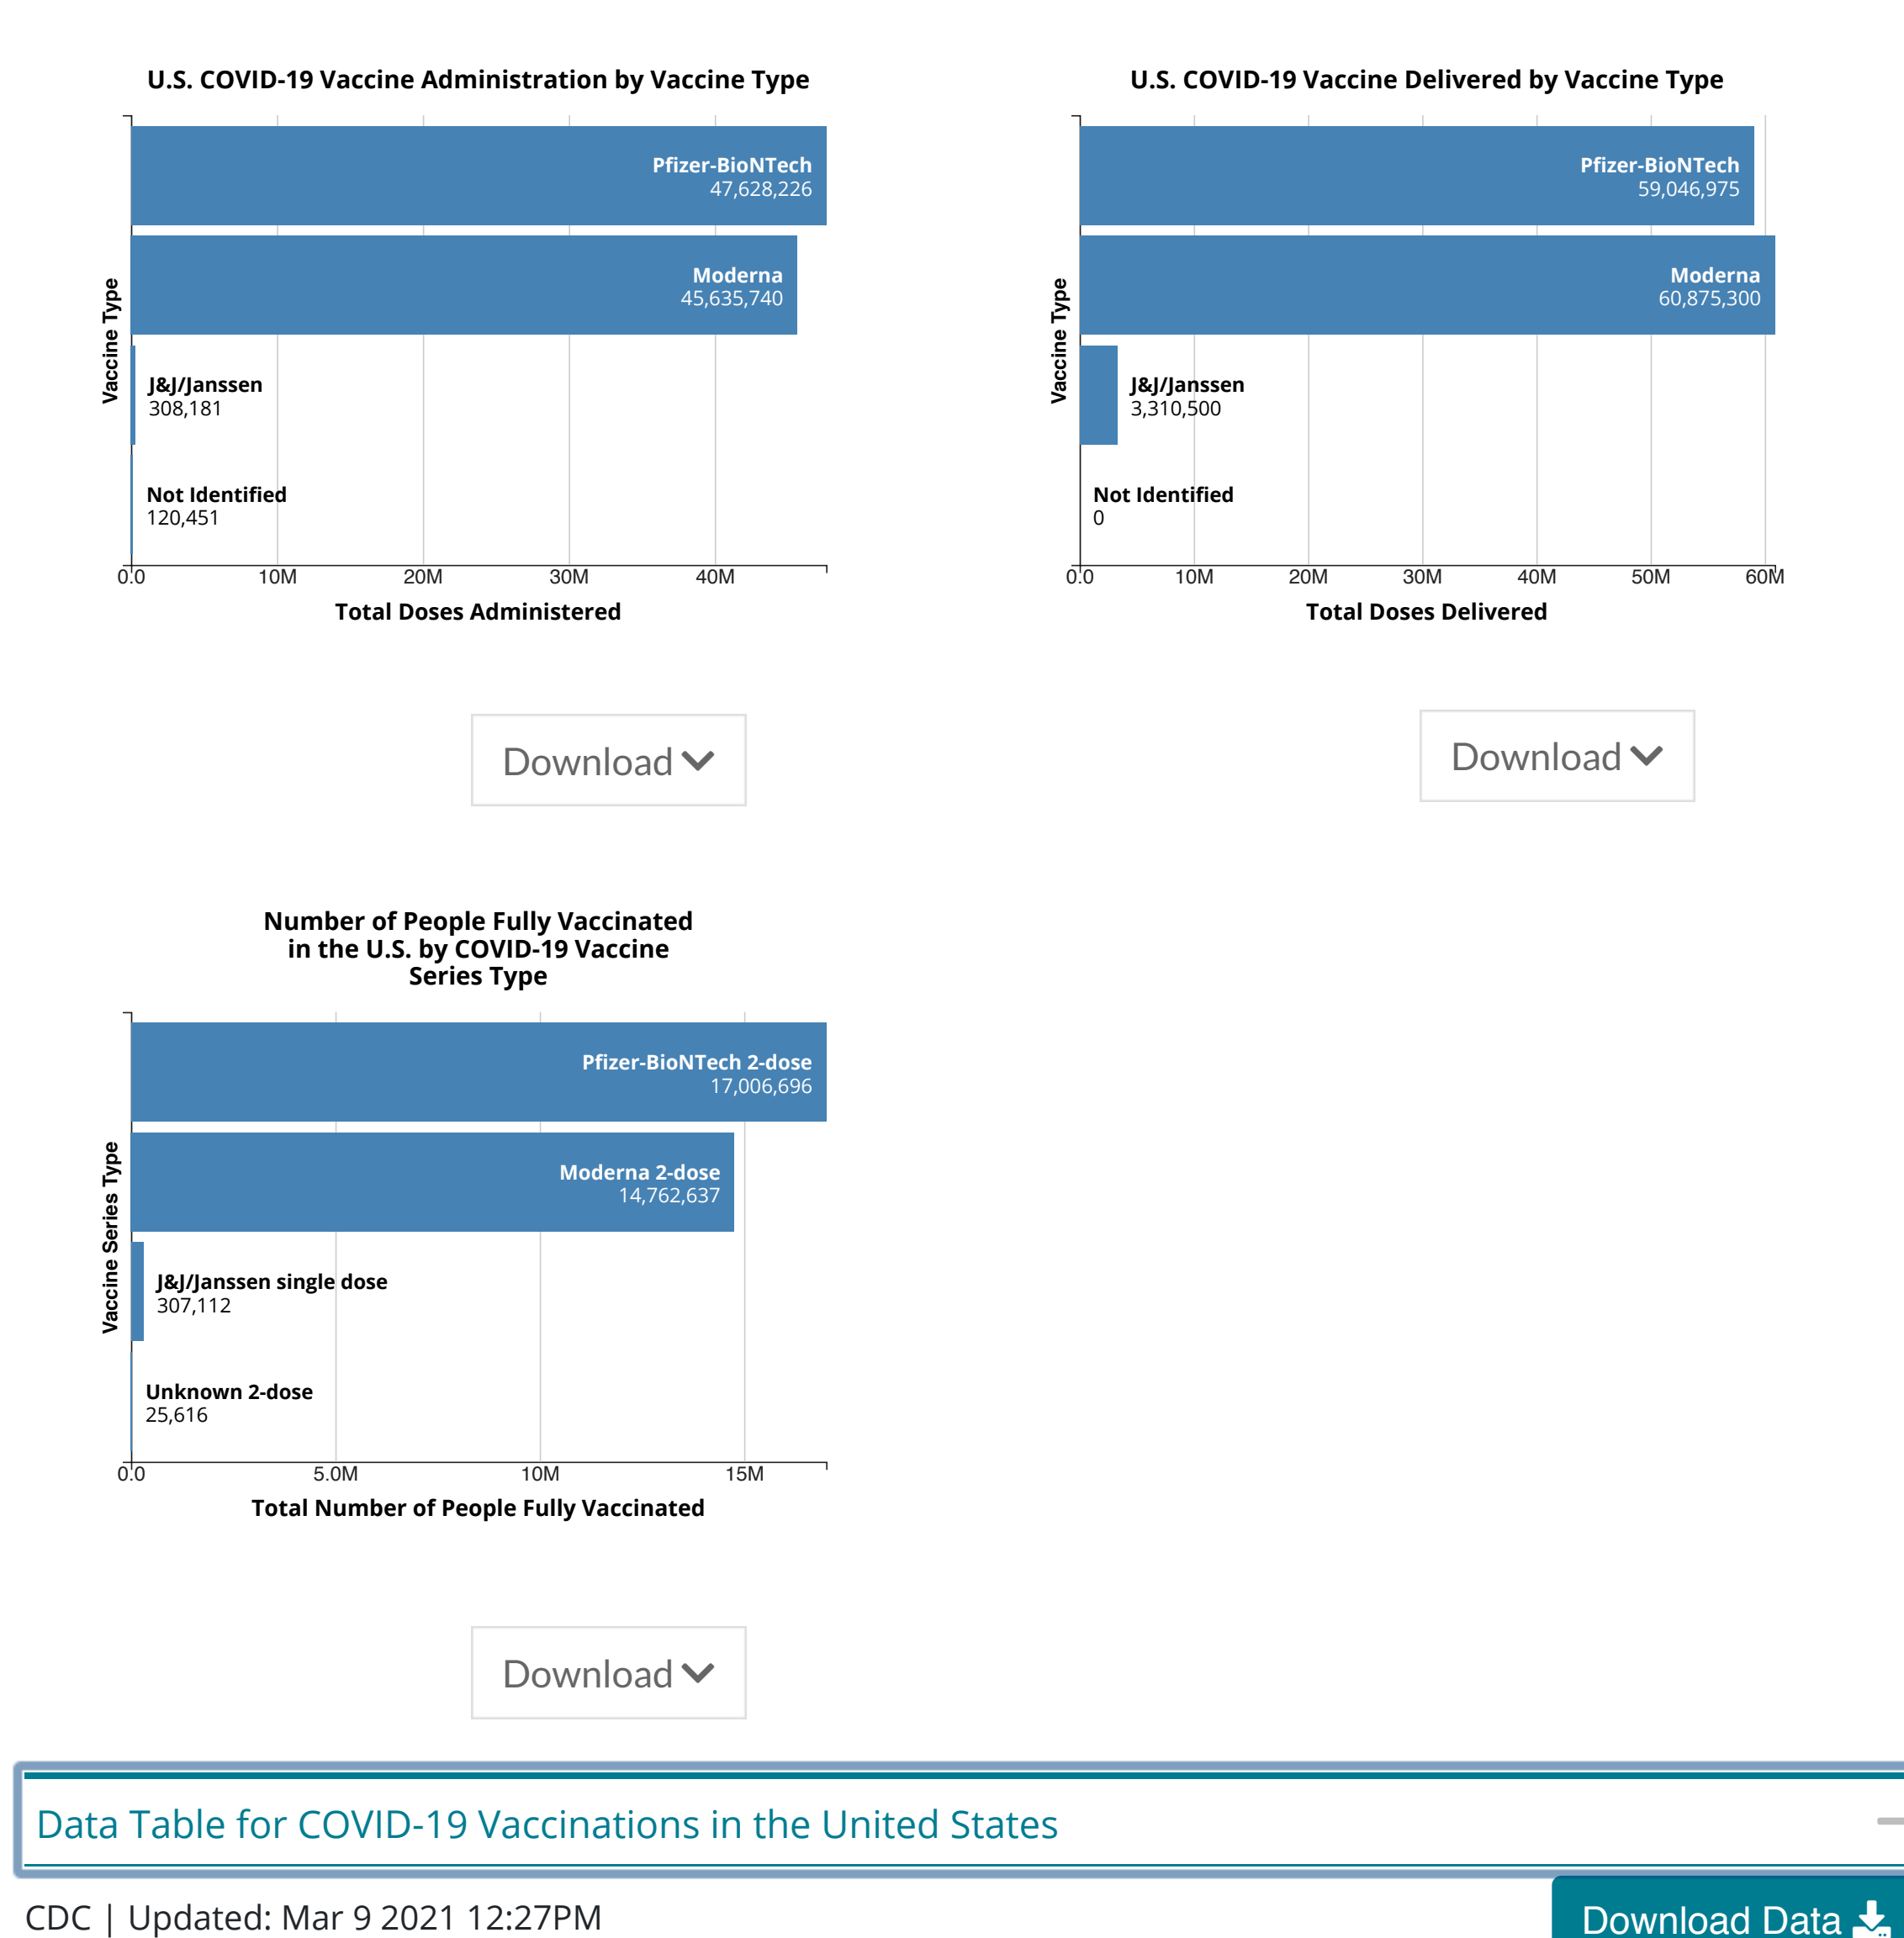 U.S. COVID-19 Vaccine Administration by Vaccine Type
Vaccine Type
Pfizer-BioNTech
47,628,226
Moderna
45,635,740
J&J/Janssen
308,181
Not Identified
120,451
0.0 10M 20M 30M 40M
Total Doses Administered
Download
U.S. COVID-19 Vaccine Delivered by Vaccine Type
Vaccine Type
Pfizer-BioNTech
59,046,975
Moderna
60,875,300
J&J/Janssen
3,310,500
Not Identified
0
0.0 10M 20M 30M 40M 50M 60M
Total Doses Delivered
Download
Number of People Fully Vaccinated
in the U.S. by COVID-19 Vaccine
Series Type
Vaccine Series Type
Pfizer-BioNTech 2-dose
17,006,696
Moderna 2-dose
14,762,637
J&J/Janssen single dose
307,112
Unknown 2-dose
25,616
0.0 5.0M 10M 15M
Total Number of People Fully Vaccinated
Download
Data Table for COVID-19 Vaccinations in the United States
CDC | Updated: Mar 9 2021 12:27PM
Download Data